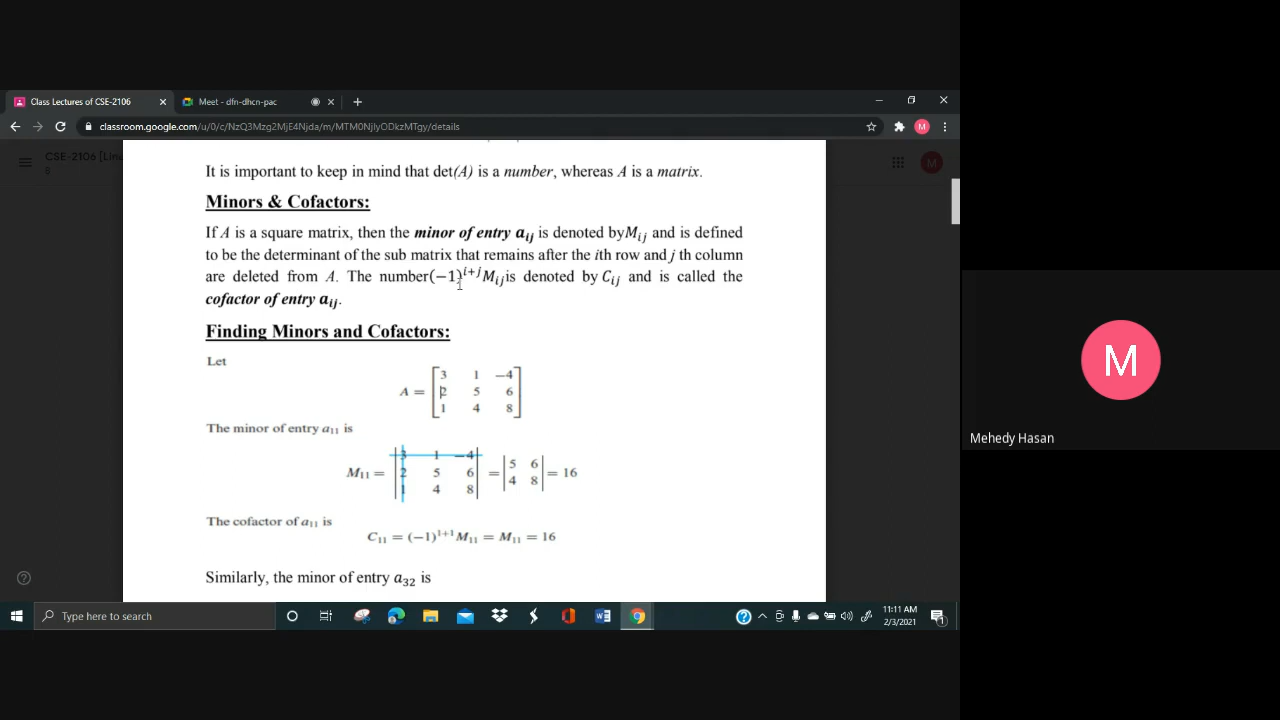 Class Lectures of CSE-2106
Meet - dfn-dhcn-pac
classroom.google.com/u/0/c/NzQ3Mzg2MjE4Njda/m/MTM0NjIyODkzMTgy/details
CSE-2106 [Lin
8
It is important to keep in mind that det(A) is a number, whereas A is a matrix.
Minors & Cofactors:
If A is a square matrix, then the minor of entry aᵢⱼ is denoted byMᵢⱼ and is defined
to be the determinant of the sub matrix that remains after the ith row and j th column
are deleted from A. The number(−1)ⁱ⁺ʲMᵢⱼis denoted by Cᵢⱼ and is called the
cofactor of entry aᵢⱼ.
Finding Minors and Cofactors:
Let
3 1 −4
A = 2 5 6
1 4 8
The minor of entry a₁₁ is
3 1 −4
M₁₁ = 2 5 6 = |5 6; 4 8| = 16
1 4 8
The cofactor of a₁₁ is
C₁₁ = (−1)¹⁺¹M₁₁ = M₁₁ = 16
Similarly, the minor of entry a₃₂ is
Type here to search
11:11 AM
2/3/2021
M
Mehedy Hasan